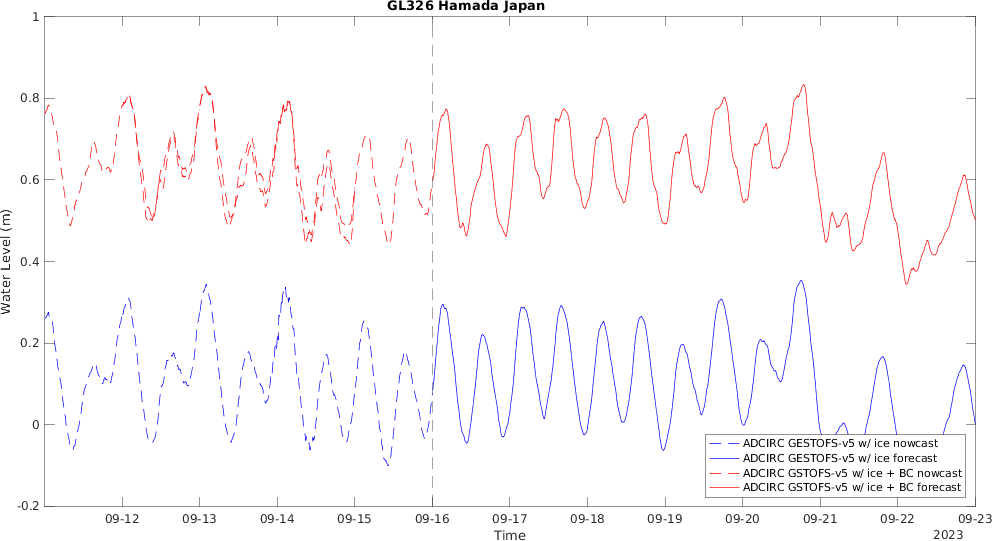 GL326 Hamada Japan
1
0.8
0.6
0.4
0.2
0
-0.2
Water Level (m)
ADCIRC GESTOFS-v5 w/ ice nowcast
ADCIRC GESTOFS-v5 w/ ice forecast
ADCIRC GSTOFS-v5 w/ ice + BC nowcast
ADCIRC GSTOFS-v5 w/ ice + BC forecast
09-12 09-13 09-14 09-15 09-16 09-17 09-18 09-19 09-20 09-21 09-22 09-23
Time
2023